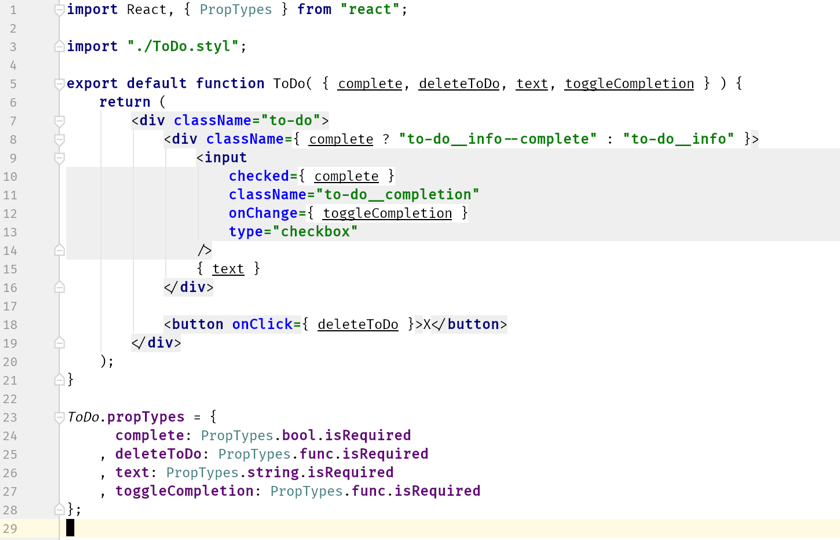 1 import React, { PropTypes } from "react";
2
3 import "./ToDo.styl";
4
5 export default function ToDo( { complete, deleteToDo, text, toggleCompletion } ) {
6     return (
7         <div className="to-do">
8             <div className={ complete ? "to-do__info--complete" : "to-do__info" }>
9                 <input
10                     checked={ complete }
11                     className="to-do__completion"
12                     onChange={ toggleCompletion }
13                     type="checkbox"
14                 />
15                 { text }
16             </div>
17
18             <button onClick={ deleteToDo }>X</button>
19         </div>
20     );
21 }
22
23 ToDo.propTypes = {
24       complete: PropTypes.bool.isRequired
25     , deleteToDo: PropTypes.func.isRequired
26     , text: PropTypes.string.isRequired
27     , toggleCompletion: PropTypes.func.isRequired
28 };
29